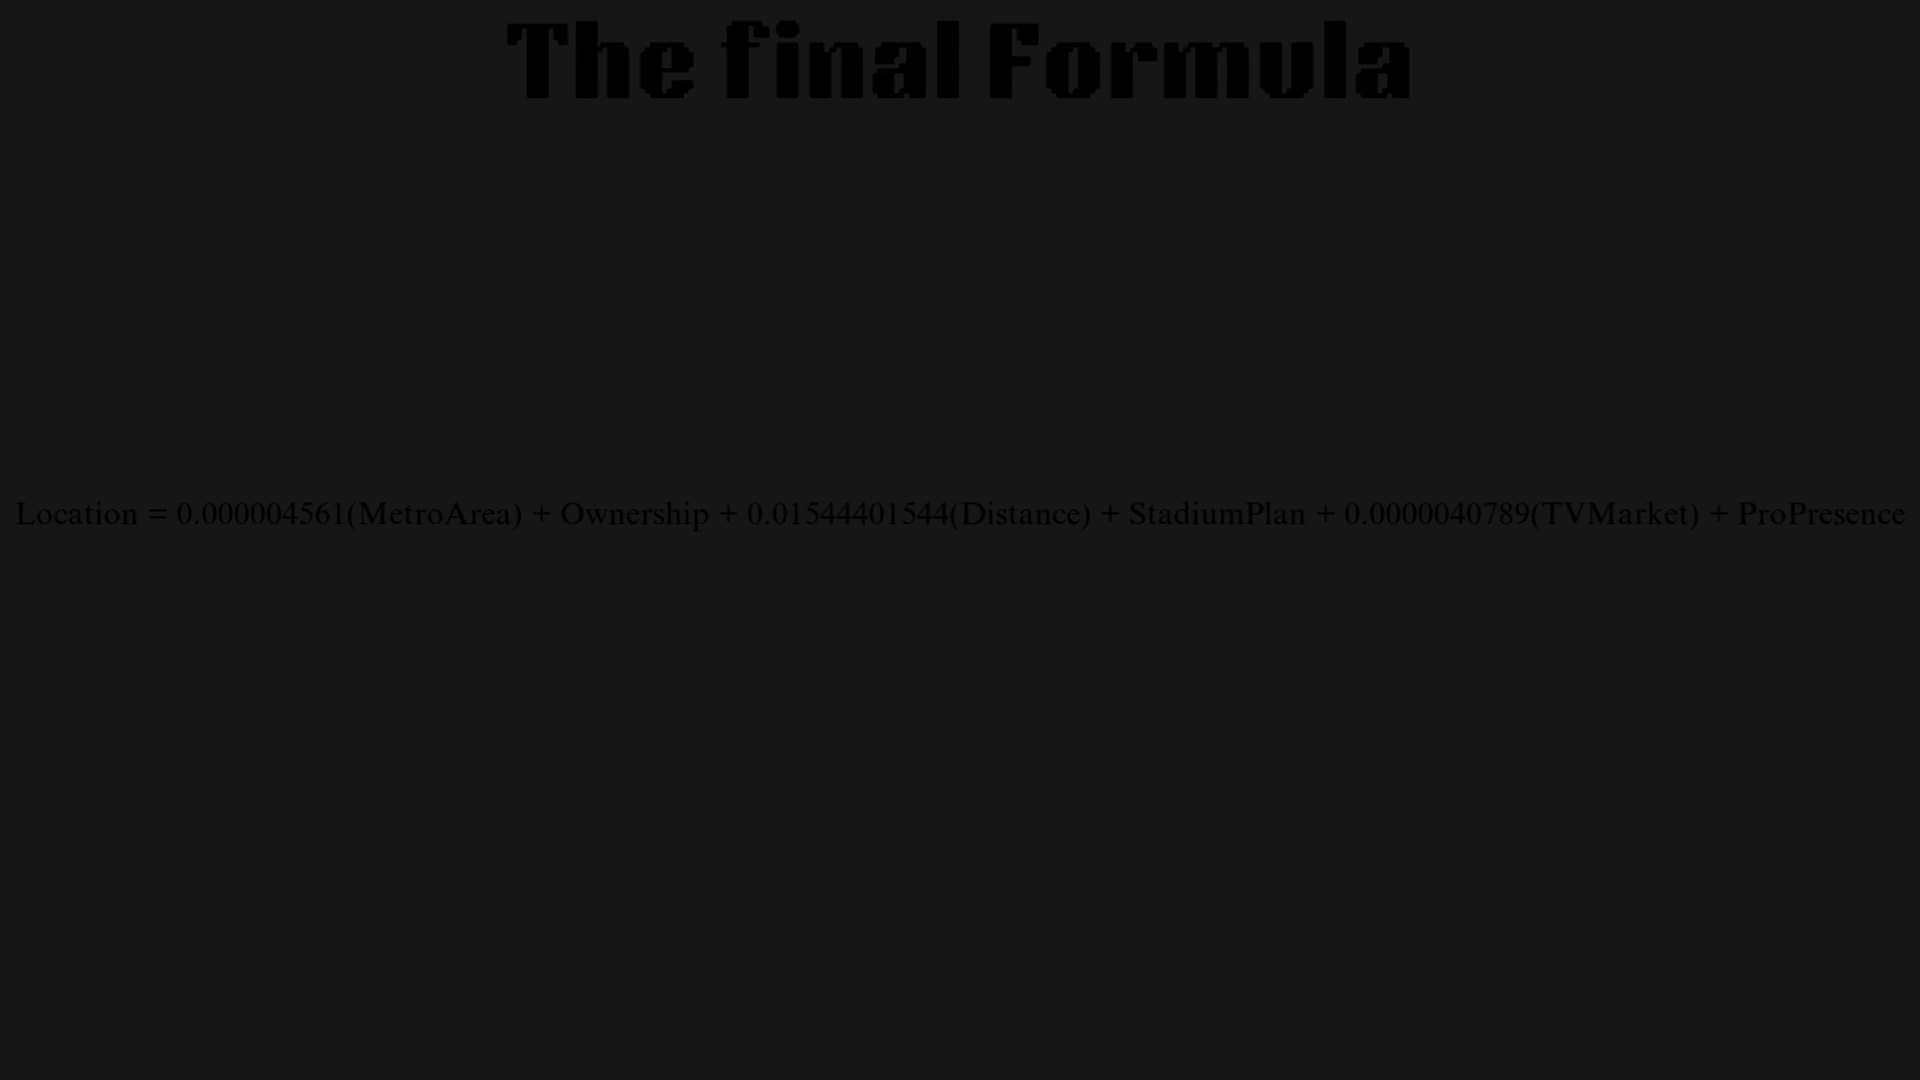 The final Formula
Location = 0.000004561(MetroArea) + Ownership + 0.01544401544(Distance) + StadiumPlan + 0.0000040789(TVMarket) + ProPresence